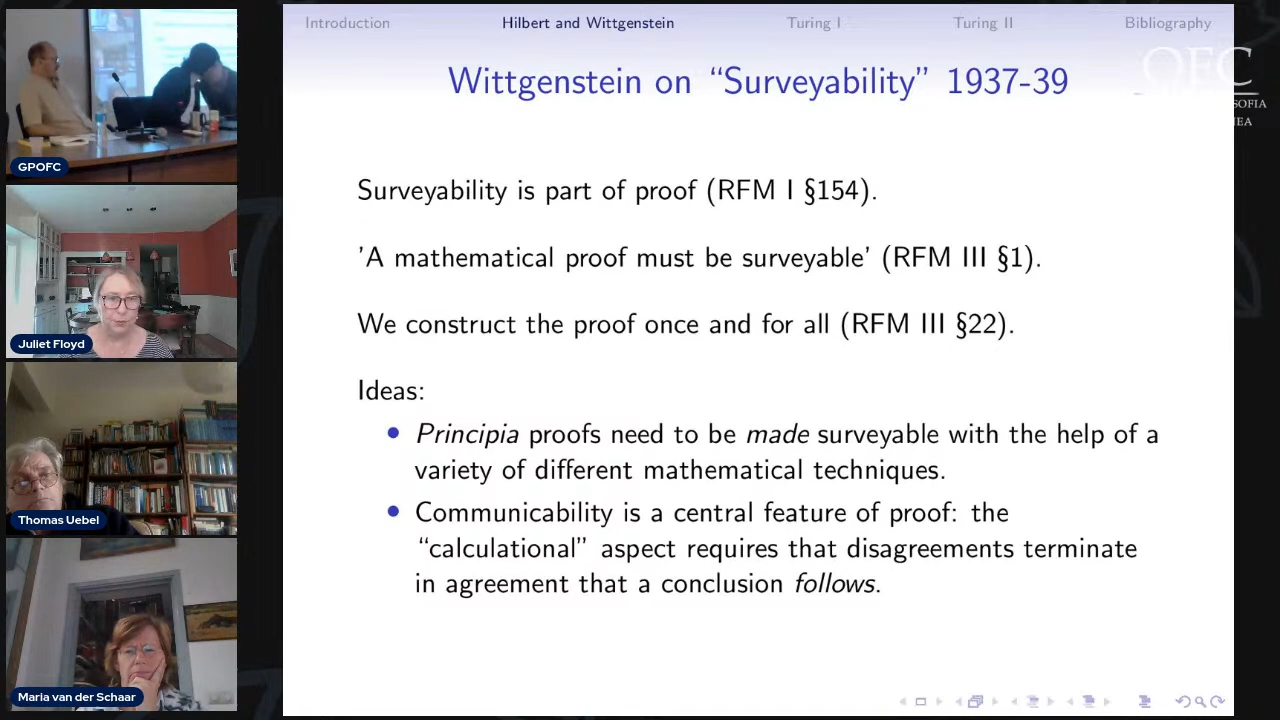 Introduction
Hilbert and Wittgenstein
Turing I
Turing II
Bibliography
Wittgenstein on “Surveyability” 1937-39
OFC
SOFIA
Surveyability is part of proof (RFM I §154).
’A mathematical proof must be surveyable’ (RFM III §1).
We construct the proof once and for all (RFM III §22).
Ideas:
• Principia proofs need to be made surveyable with the help of a
variety of different mathematical techniques.
• Communicability is a central feature of proof: the
“calculational” aspect requires that disagreements terminate
in agreement that a conclusion follows.
GPOFC
Juliet Floyd
Thomas Uebel
Maria van der Schaar